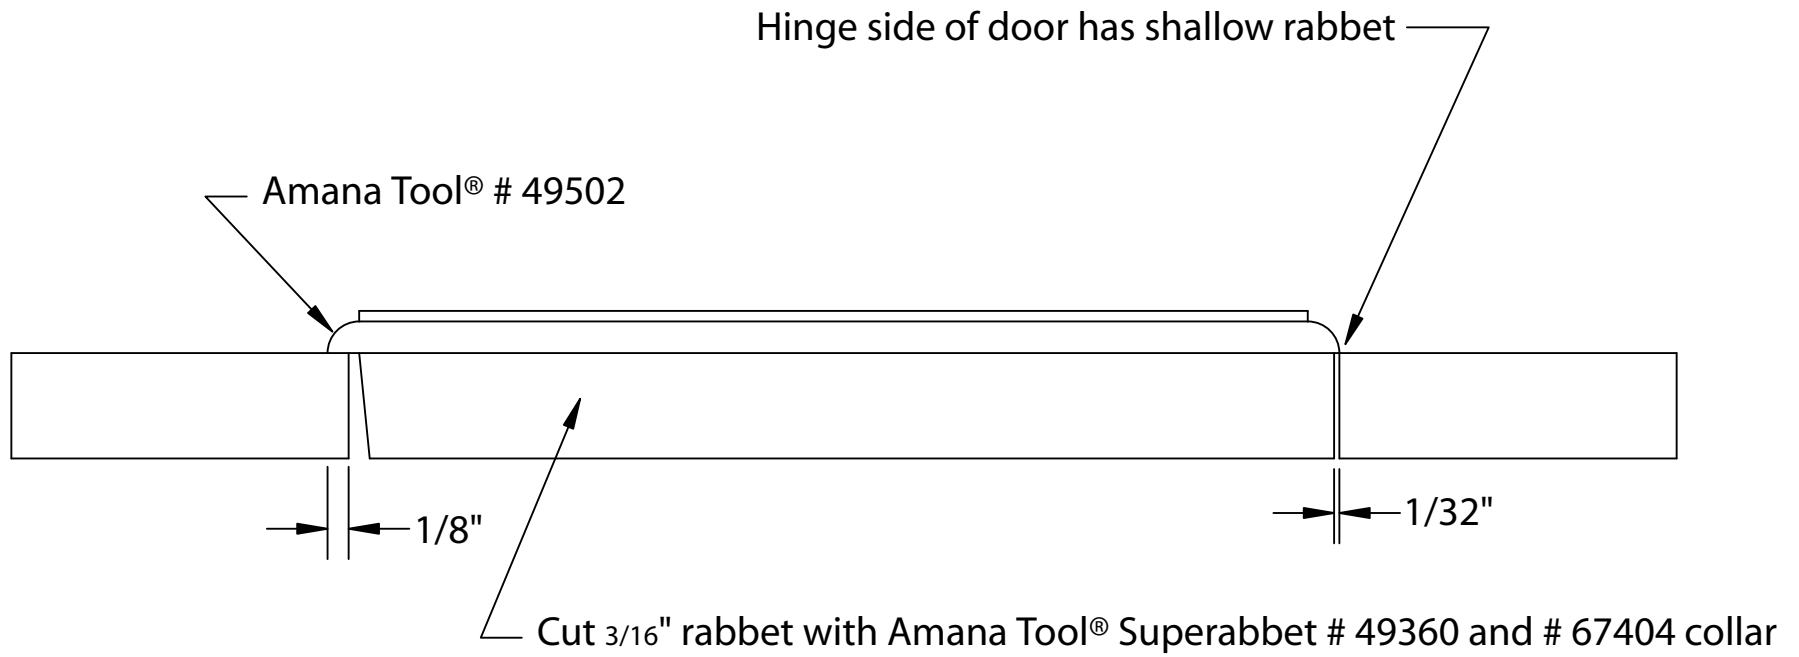 Hinge side of door has shallow rabbet
Amana Tool® # 49502
1/8"
1/32"
Cut 3/16" rabbet with Amana Tool® Superabbet # 49360 and # 67404 collar